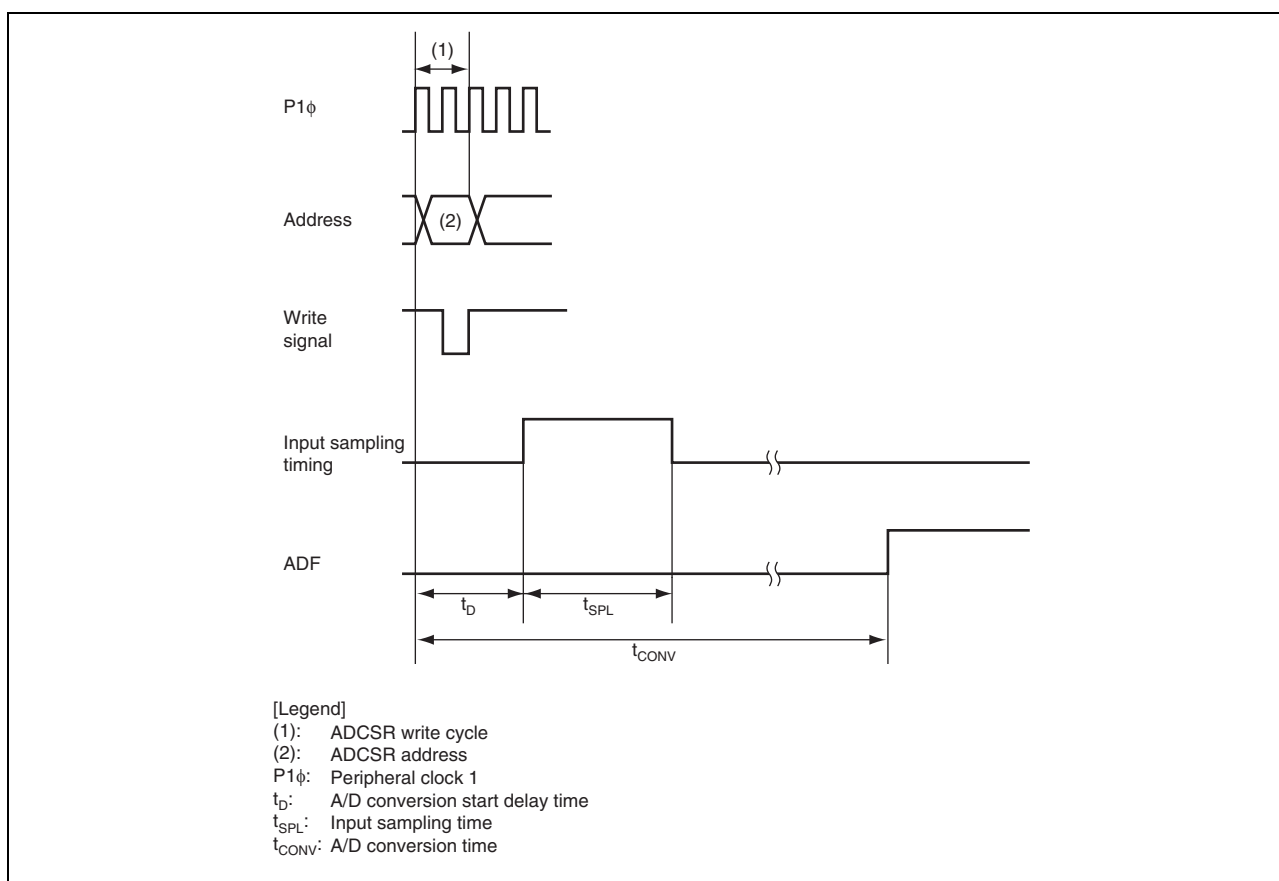 (1)
P1ϕ
Address
(2)
Write
signal
Input sampling
timing
ADF
tD
tSPL
tCONV
[Legend]
(1): ADCSR write cycle
(2): ADCSR address
P1ϕ: Peripheral clock 1
tD: A/D conversion start delay time
tSPL: Input sampling time
tCONV: A/D conversion time